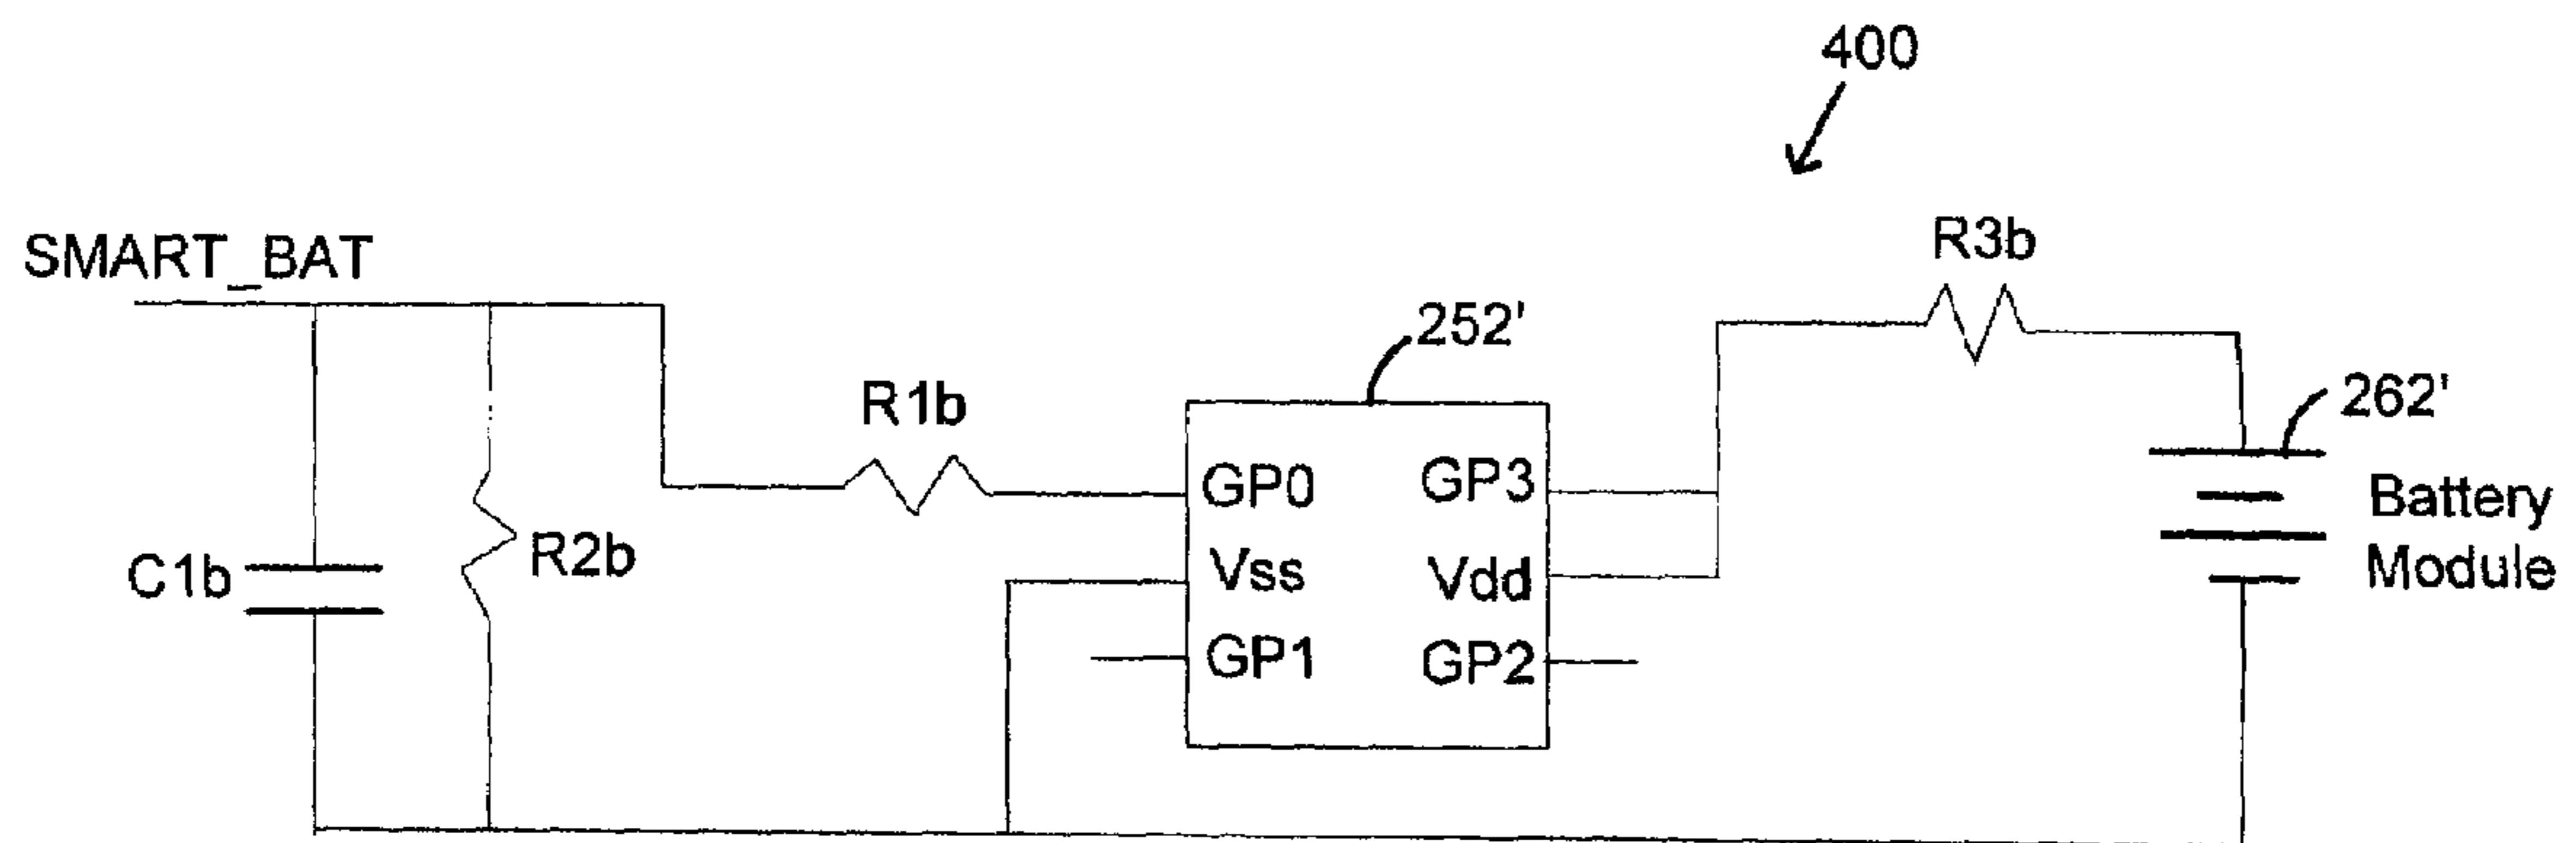 400
SMART_BAT
R3b
252'
R1b
262'
GP0
GP3
Battery
Module
C1b
R2b
Vss
Vdd
GP1
GP2